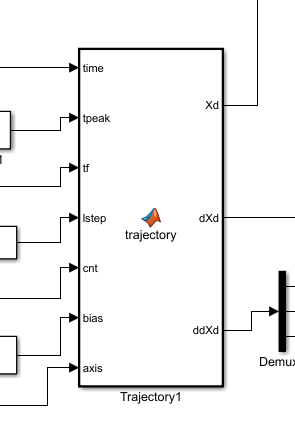 time
tpeak
tf
lstep
cnt
bias
axis
Xd
dXd
ddXd
trajectory
Trajectory1
Demux